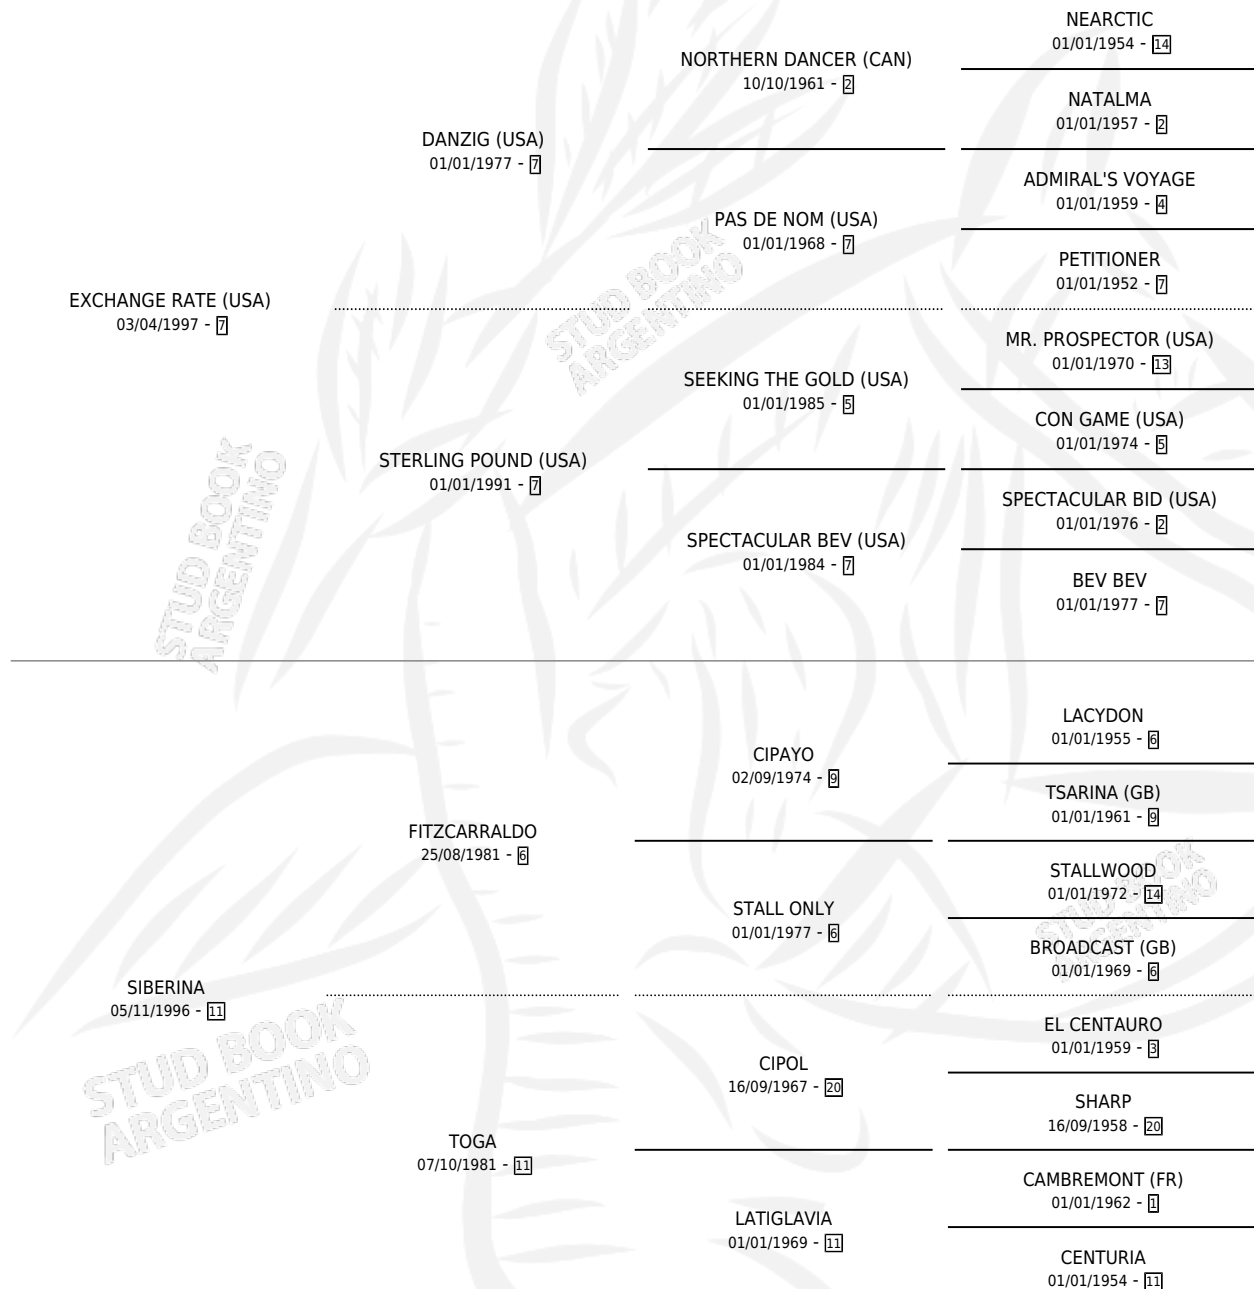 NEARCTIC
01/01/1954 - 14
NORTHERN DANCER (CAN)
10/10/1961 - 2
NATALMA
01/01/1957 - 2
DANZIG (USA)
01/01/1977 - 7
ADMIRAL'S VOYAGE
01/01/1959 - 4
PAS DE NOM (USA)
01/01/1968 - 7
PETITIONER
01/01/1952 - 7
EXCHANGE RATE (USA)
03/04/1997 - 7
MR. PROSPECTOR (USA)
01/01/1970 - 13
SEEKING THE GOLD (USA)
01/01/1985 - 5
CON GAME (USA)
01/01/1974 - 5
STERLING POUND (USA)
01/01/1991 - 7
SPECTACULAR BID (USA)
01/01/1976 - 2
SPECTACULAR BEV (USA)
01/01/1984 - 7
BEV BEV
01/01/1977 - 7
LACYDON
01/01/1955 - 6
CIPAYO
02/09/1974 - 9
TSARINA (GB)
01/01/1961 - 9
FITZCARRALDO
25/08/1981 - 6
STALLWOOD
01/01/1972 - 14
STALL ONLY
01/01/1977 - 6
BROADCAST (GB)
01/01/1969 - 6
SIBERINA
05/11/1996 - 11
EL CENTAURO
01/01/1959 - 3
CIPOL
16/09/1967 - 20
SHARP
16/09/1958 - 20
TOGA
07/10/1981 - 11
CAMBREMONT (FR)
01/01/1962 - 1
LATIGLAVIA
01/01/1969 - 11
CENTURIA
01/01/1954 - 11
STUD BOOK
ARGENTINO
STUD BOOK
ARGENTINO
STUD BOOK
ARGENTINO
STUD BOOK
ARGENTINO